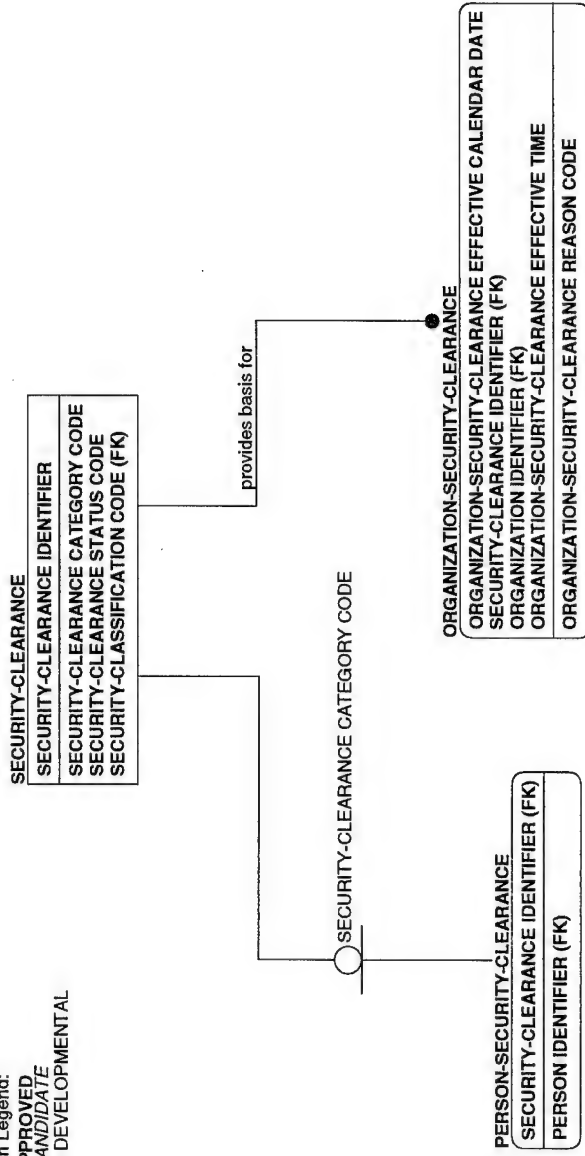 n Legend:
PPROVED
ANDIDATE
DEVELOPMENTAL
SECURITY-CLEARANCE
SECURITY-CLEARANCE IDENTIFIER
SECURITY-CLEARANCE CATEGORY CODE
SECURITY-CLEARANCE STATUS CODE
SECURITY-CLASSIFICATION CODE (FK)
provides basis for
SECURITY-CLEARANCE CATEGORY CODE
PERSON-SECURITY-CLEARANCE
SECURITY-CLEARANCE IDENTIFIER (FK)
PERSON IDENTIFIER (FK)
ORGANIZATION-SECURITY-CLEARANCE
ORGANIZATION-SECURITY-CLEARANCE EFFECTIVE CALENDAR DATE
SECURITY-CLEARANCE IDENTIFIER (FK)
ORGANIZATION IDENTIFIER (FK)
ORGANIZATION-SECURITY-CLEARANCE EFFECTIVE TIME
ORGANIZATION-SECURITY-CLEARANCE REASON CODE